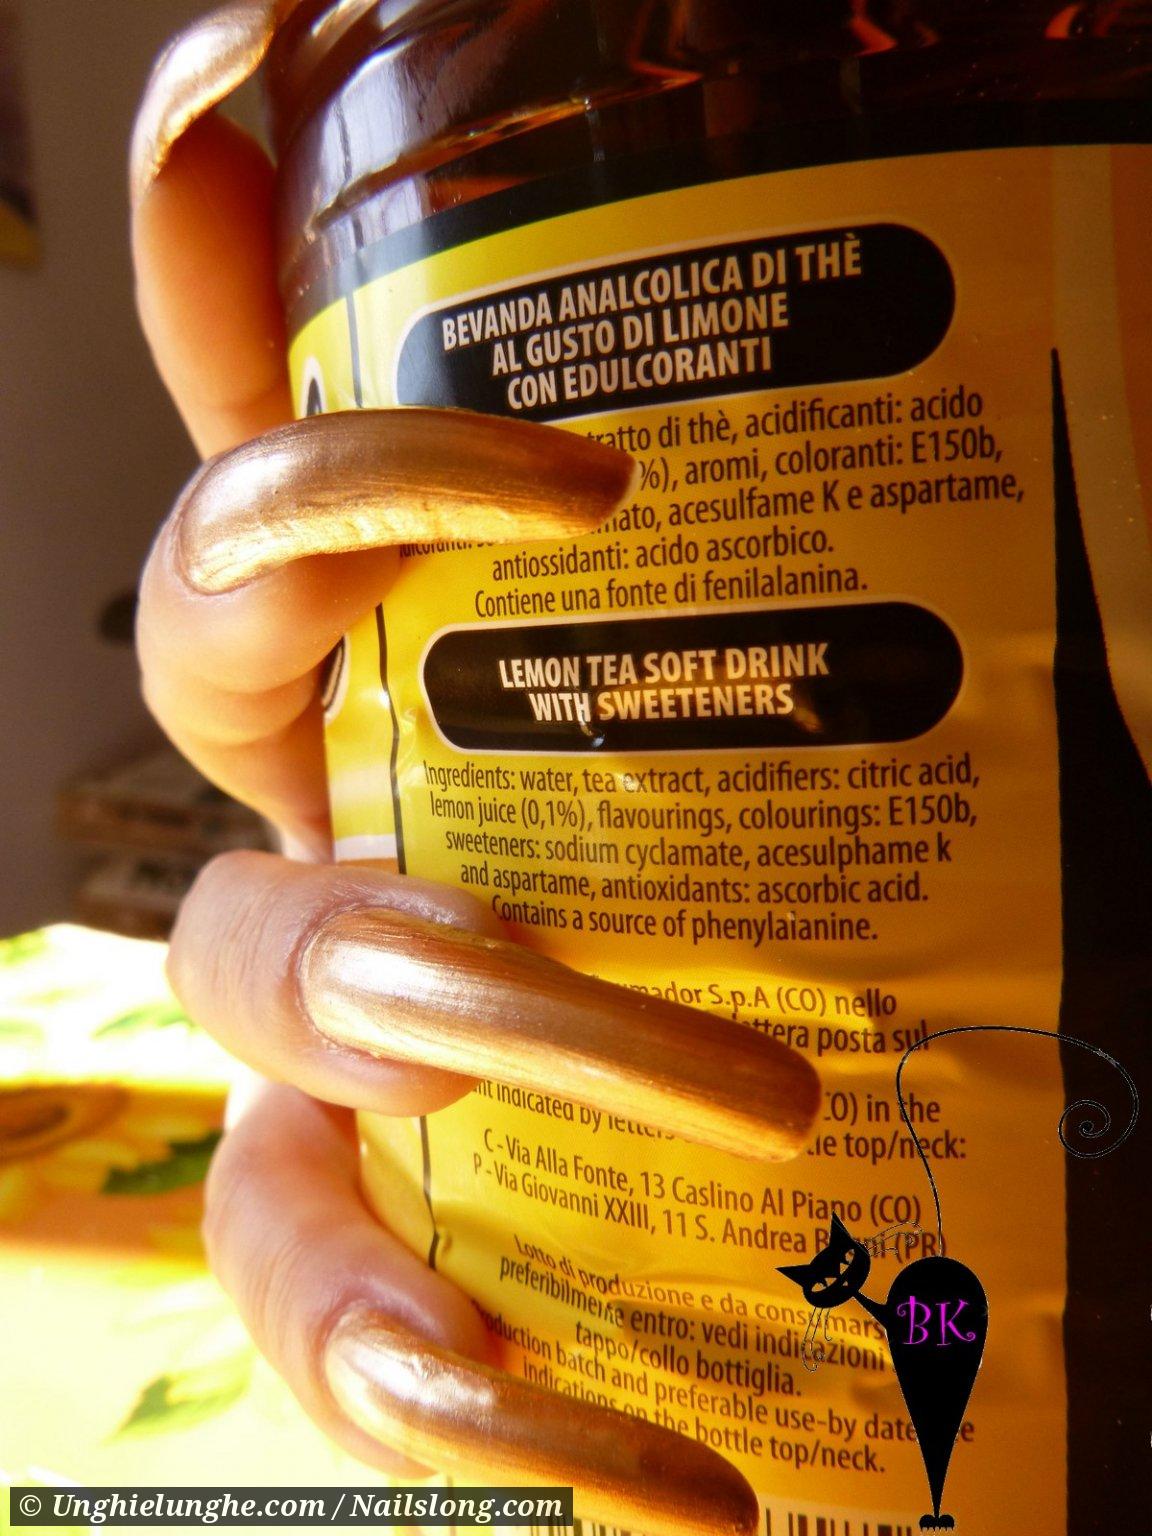 BEVANDA ANALCOLICA DI THÈ
AL GUSTO DI LIMONE
CON EDULCORANTI
di thè, acidificanti: acido
%), aromi, coloranti: E150b,
acesulfame K e aspartame,
antiossidanti: acido ascorbico.
Contiene una fonte di fenilalanina.
LEMON TEA SOFT DRINK
WITH SWEETENERS
Ingredients: water, tea extract, acidifiers: citric acid,
lemon juice (0,1%), flavourings, colourings: E150b,
sweeteners: sodium cyclamate, acesulphame k
and aspartame, antioxidants: ascorbic acid.
Contains a source of phenylaianine.
S.p.A (CO) nello
posta sul
in the
indicated by letters
top/neck:
C - Via Alla Fonte, 13 Caslino Al Piano (CO)
P - Via Giovanni XXIII, 11 S. Andrea (PR)
Lotto di produzione e da consumarsi
preferibilmente entro: vedi indicazioni
tappo/collo bottiglia.
batch and preferable use-by date
indications on the bottle top/neck.
BK
© Unghielunghe.com / Nailslong.com